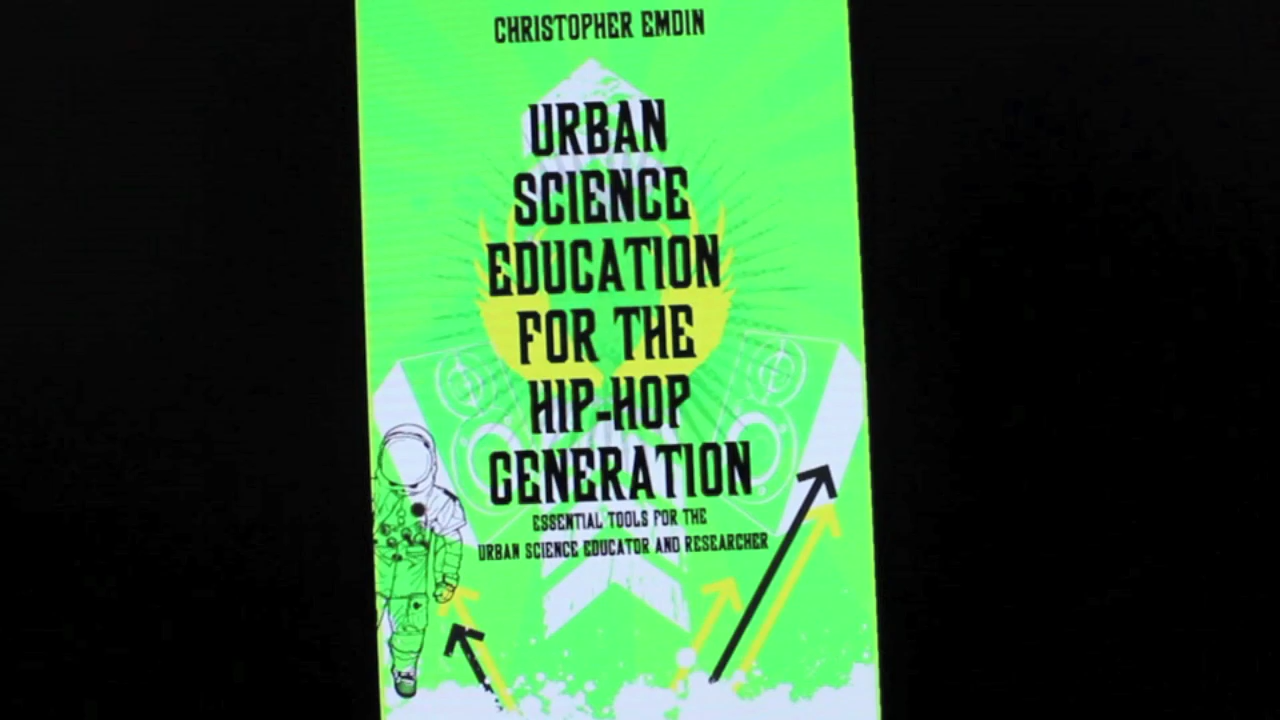 CHRISTOPHER EMDIN
URBAN
SCIENCE
EDUCATION
FOR THE
HIP-HOP
GENERATION
ESSENTIAL TOOLS FOR THE
URBAN SCIENCE EDUCATOR AND RESEARCHER